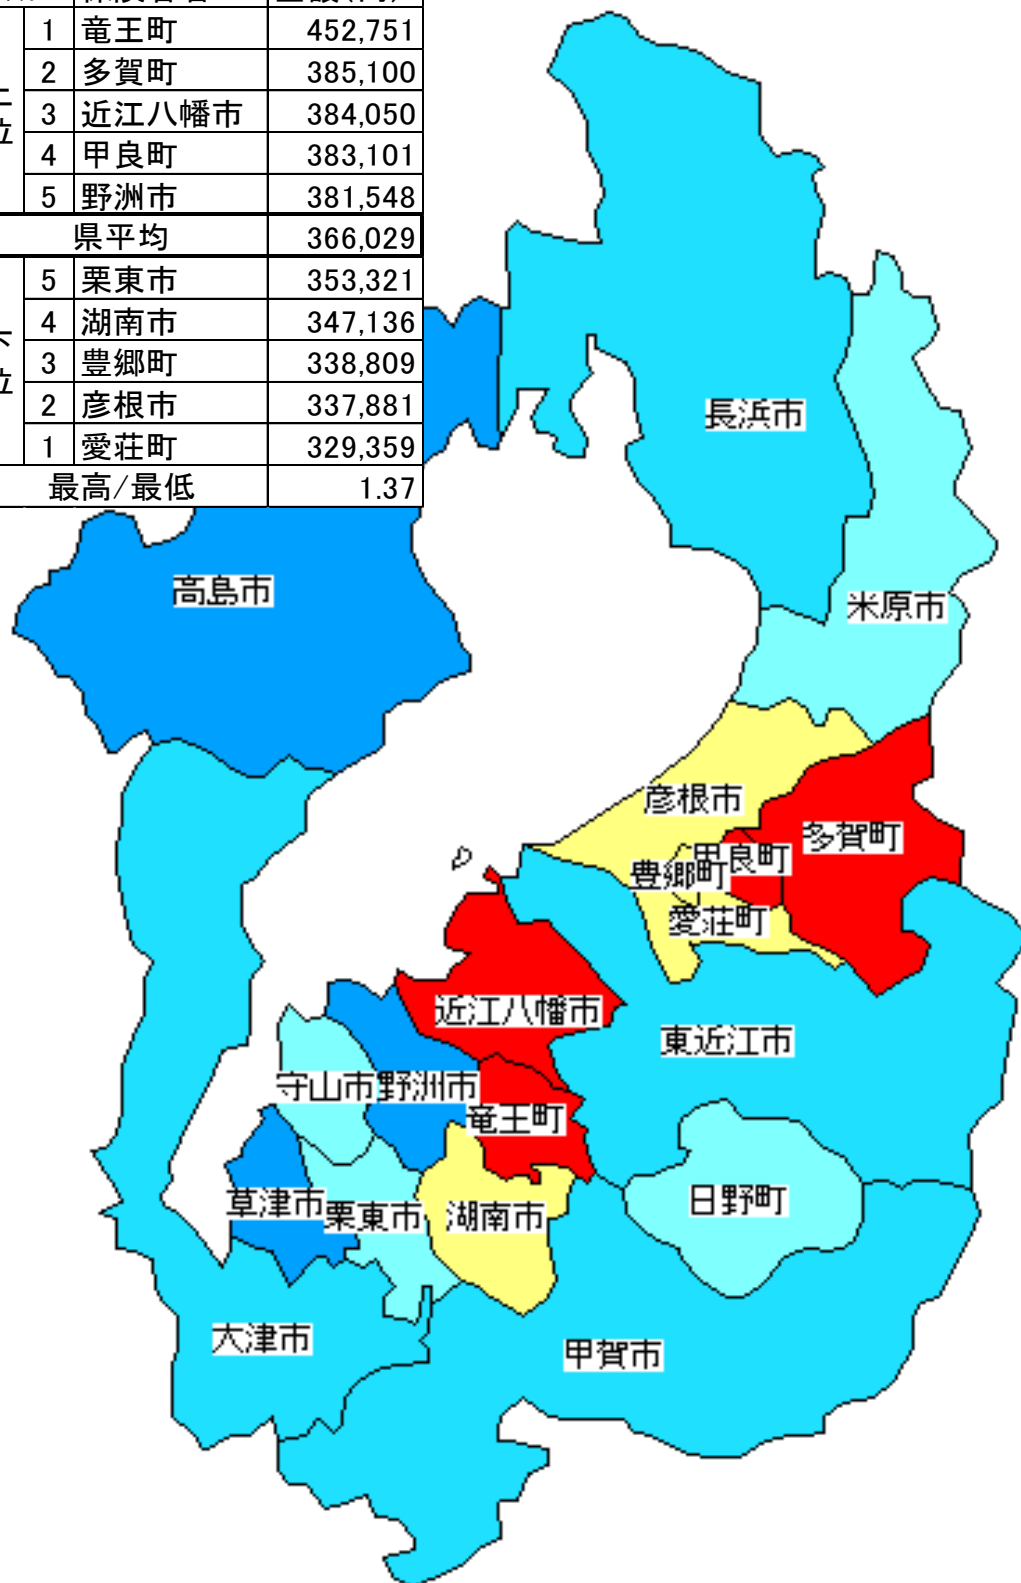 1 竜王町 452,751
2 多賀町 385,100
3 近江八幡市 384,050
4 甲良町 383,101
5 野洲市 381,548
県平均 366,029
5 栗東市 353,321
4 湖南市 347,136
3 豊郷町 338,809
2 彦根市 337,881
1 愛荘町 329,359
最高/最低 1.37
長浜市
高島市
米原市
彦根市
多賀町
甲良町
豊郷町
愛荘町
近江八幡市
東近江市
守山市
野洲市
竜王町
草津市
栗東市
湖南市
日野町
大津市
甲賀市